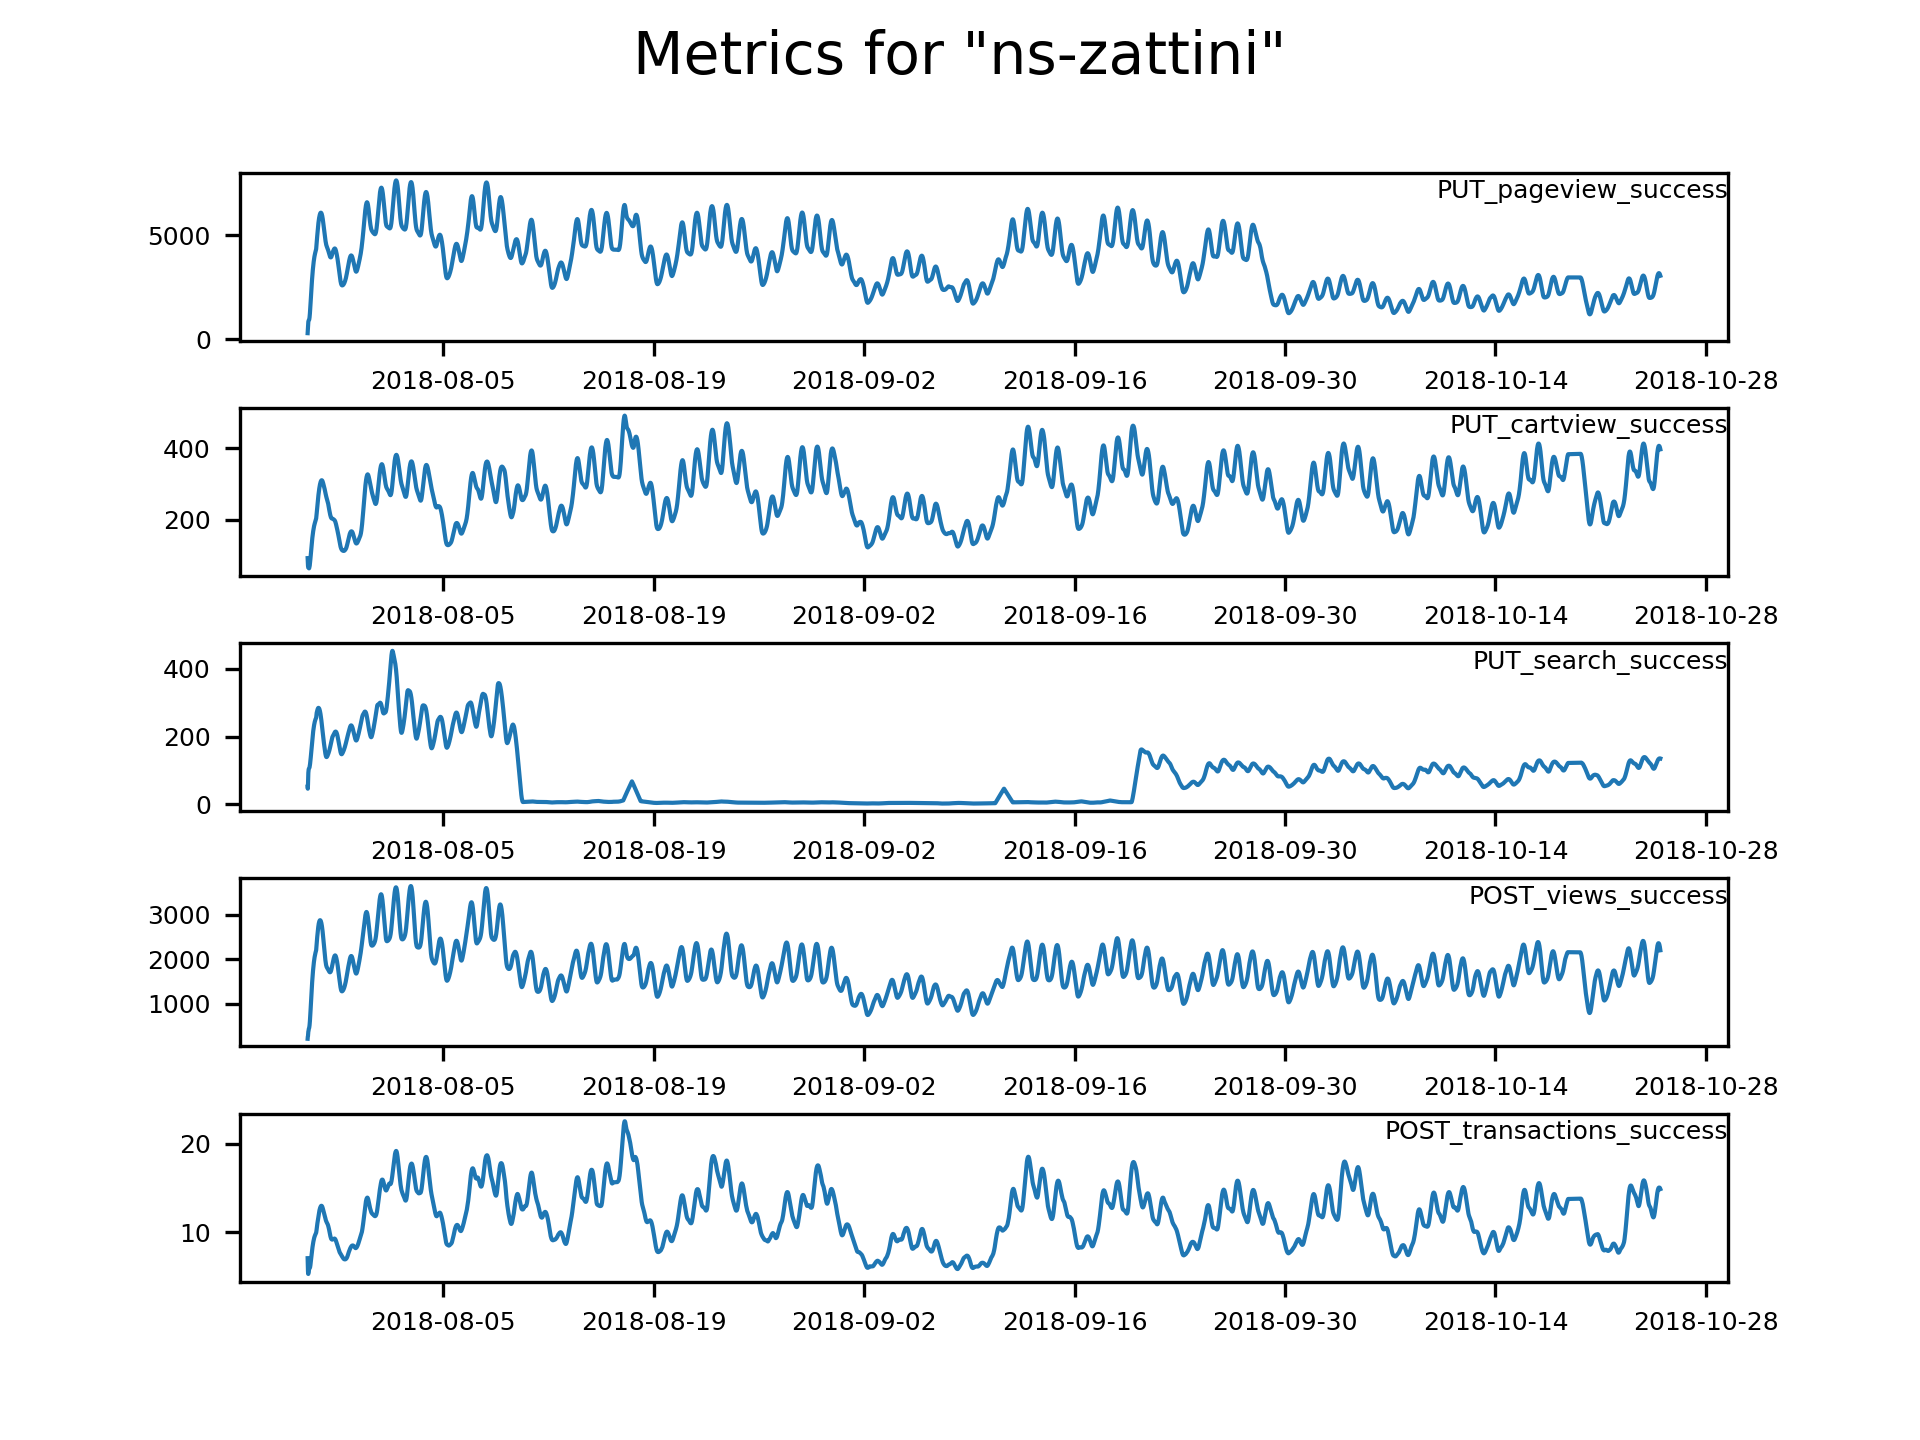 Metrics for "ns-zattini"
PUT_pageview_success
5000
0
2018-08-05 2018-08-19 2018-09-02 2018-09-16 2018-09-30 2018-10-14 2018-10-28
PUT_cartview_success
400
200
2018-08-05 2018-08-19 2018-09-02 2018-09-16 2018-09-30 2018-10-14 2018-10-28
PUT_search_success
400
200
0
2018-08-05 2018-08-19 2018-09-02 2018-09-16 2018-09-30 2018-10-14 2018-10-28
POST_views_success
3000
2000
1000
2018-08-05 2018-08-19 2018-09-02 2018-09-16 2018-09-30 2018-10-14 2018-10-28
POST_transactions_success
20
10
2018-08-05 2018-08-19 2018-09-02 2018-09-16 2018-09-30 2018-10-14 2018-10-28